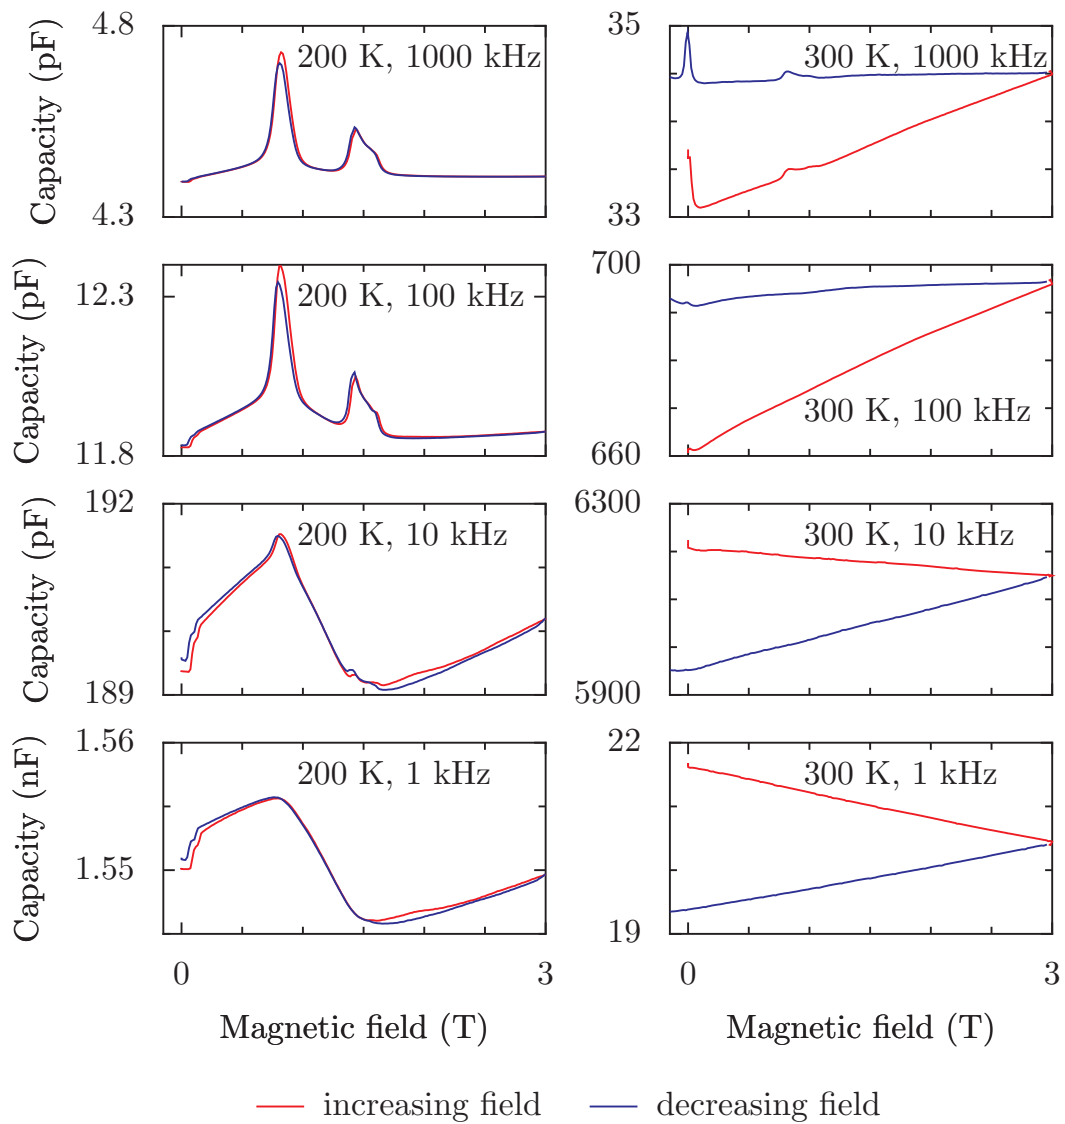 4.8
Capacity (pF)
200 K, 1000 kHz
4.3
35
300 K, 1000 kHz
33
12.3
Capacity (pF)
200 K, 100 kHz
11.8
700
300 K, 100 kHz
660
192
Capacity (pF)
200 K, 10 kHz
189
6300
300 K, 10 kHz
5900
1.56
Capacity (nF)
200 K, 1 kHz
1.55
22
300 K, 1 kHz
19
0 3
0 3
Magnetic field (T)
Magnetic field (T)
increasing field
decreasing field